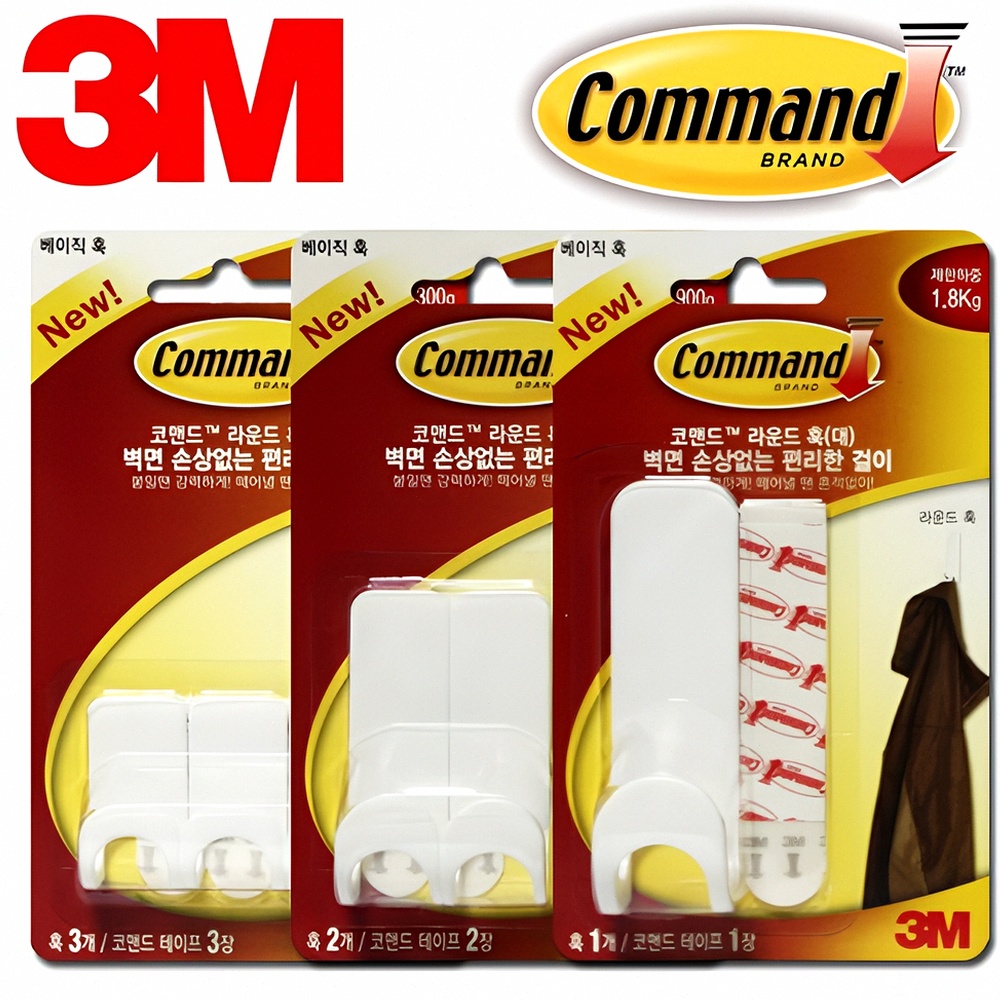 3M
Command
TM
BRAND
베이직 훅
New!
Comma
BRAN
코맨드™ 라운드
벽면 손상없는 편리
훅 3개 / 코맨드 테이프 3장
베이직 훅
300g
New!
Comma
BRAN
코맨드™ 라운드
벽면 손상없는 편리
훅 2개 / 코맨드 테이프 2장
베이직 훅
900g
New!
제한하중
1.8Kg
Command
BRAND
코맨드™ 라운드 훅(대)
벽면 손상없는 편리한 걸이
라운드 훅
훅 1개 / 코맨드 테이프 1장
3M